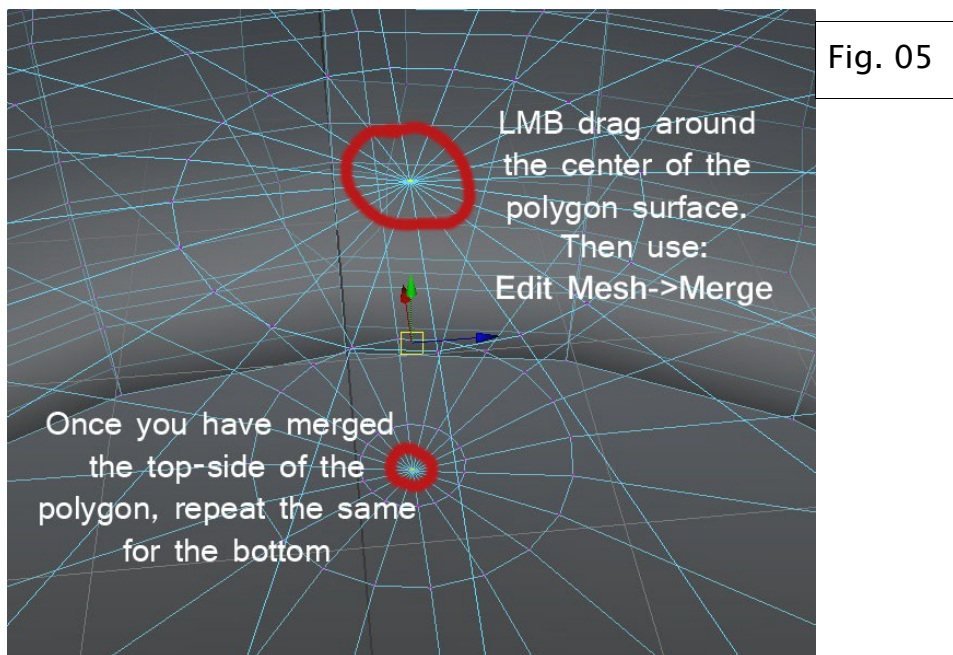 Fig. 05
LMB drag around
the center of the
polygon surface.
Then use:
Edit Mesh->Merge
Once you have merged
the top-side of the
polygon, repeat the same
for the bottom